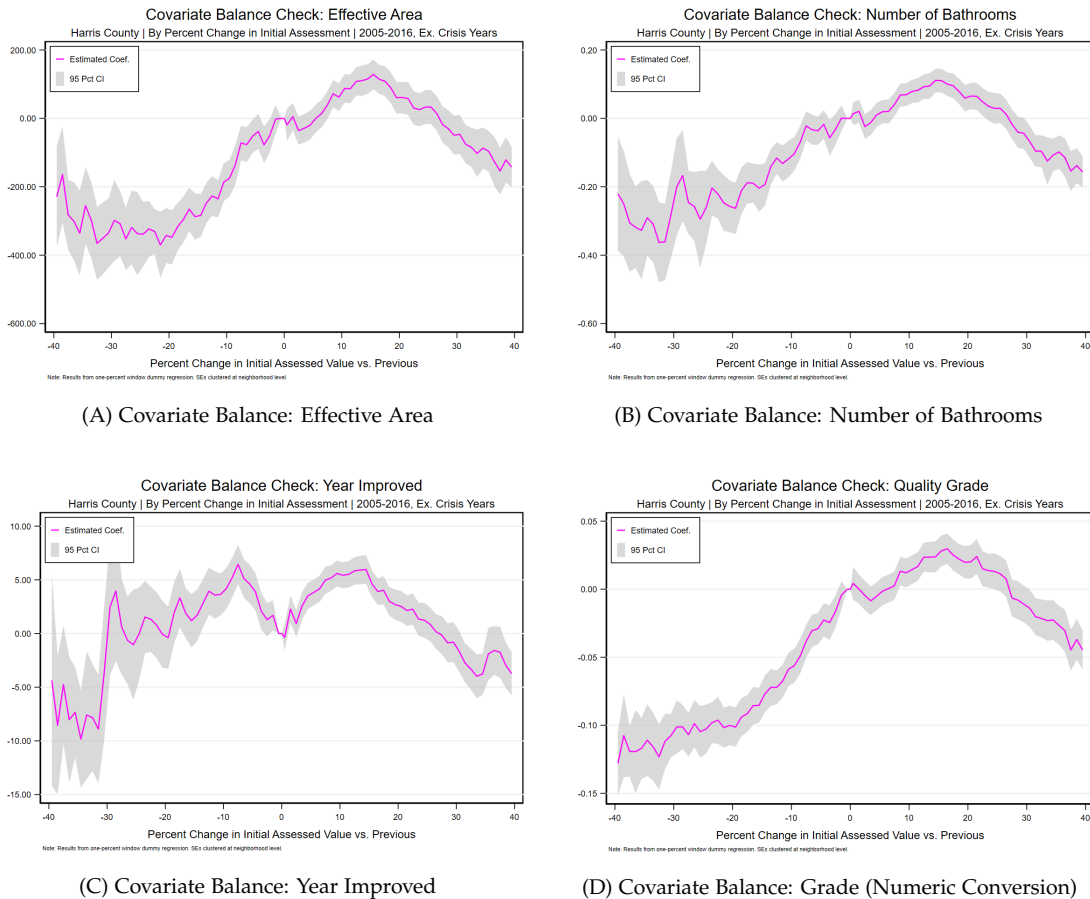 Covariate Balance Check: Effective Area
Harris County | By Percent Change in Initial Assessment | 2005-2016, Ex. Crisis Years
200.00
0.00
-200.00
-400.00
-600.00
Estimated Coef.
95 Pct CI
-40 -30 -20 -10 0 10 20 30 40
Percent Change in Initial Assessed Value vs. Previous
Note: Results from one-percent window dummy regression. SEs clustered at neighborhood level.
(A) Covariate Balance: Effective Area
Covariate Balance Check: Number of Bathrooms
Harris County | By Percent Change in Initial Assessment | 2005-2016, Ex. Crisis Years
0.20
0.00
-0.20
-0.40
-0.60
Estimated Coef.
95 Pct CI
-40 -30 -20 -10 0 10 20 30 40
Percent Change in Initial Assessed Value vs. Previous
Note: Results from one-percent window dummy regression. SEs clustered at neighborhood level.
(B) Covariate Balance: Number of Bathrooms
Covariate Balance Check: Year Improved
Harris County | By Percent Change in Initial Assessment | 2005-2016, Ex. Crisis Years
10.00
5.00
0.00
-5.00
-10.00
-15.00
Estimated Coef.
95 Pct CI
-40 -30 -20 -10 0 10 20 30 40
Percent Change in Initial Assessed Value vs. Previous
Note: Results from one-percent window dummy regression. SEs clustered at neighborhood level.
(C) Covariate Balance: Year Improved
Covariate Balance Check: Quality Grade
Harris County | By Percent Change in Initial Assessment | 2005-2016, Ex. Crisis Years
0.05
0.00
-0.05
-0.10
-0.15
Estimated Coef.
95 Pct CI
-40 -30 -20 -10 0 10 20 30 40
Percent Change in Initial Assessed Value vs. Previous
Note: Results from one-percent window dummy regression. SEs clustered at neighborhood level.
(D) Covariate Balance: Grade (Numeric Conversion)